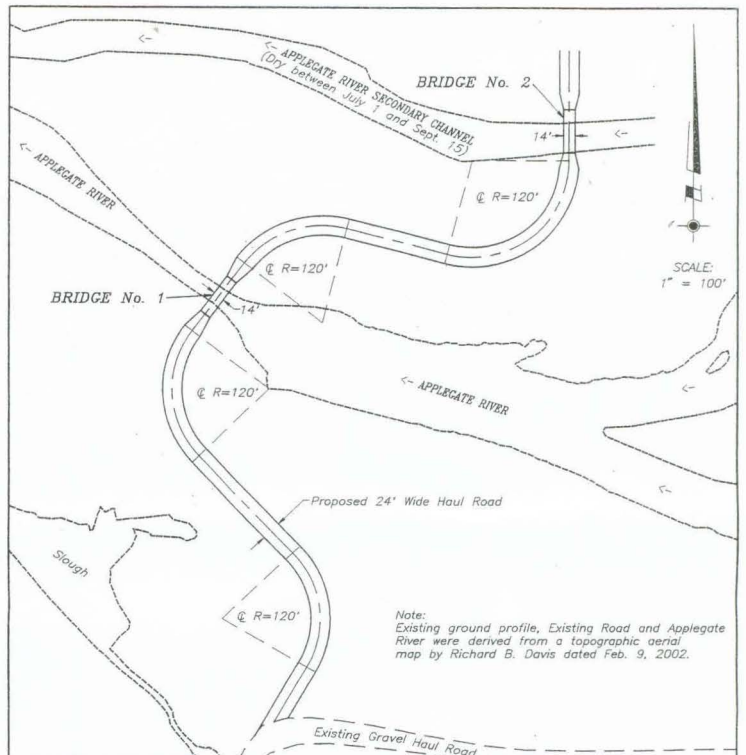 <- APPLEGATE RIVER SECONDARY CHANNEL
(Dry between July 1 and Sept. 15)
BRIDGE No. 2
14'
<- APPLEGATE RIVER
℄ R=120'
SCALE:
1" = 100'
℄ R=120'
BRIDGE No. 1
14'
℄ R=120'
<- APPLEGATE RIVER
Proposed 24' Wide Haul Road
Slough
℄ R=120'
Note:
Existing ground profile, Existing Road and Applegate
River were derived from a topographic aerial
map by Richard B. Davis dated Feb. 9, 2002.
Existing Gravel Haul Road